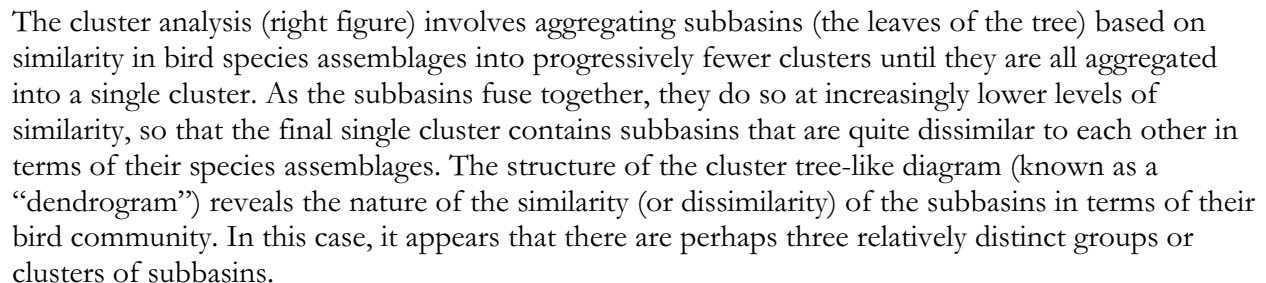 The cluster analysis (right figure) involves aggregating subbasins (the leaves of the tree) based on
similarity in bird species assemblages into progressively fewer clusters until they are all aggregated
into a single cluster. As the subbasins fuse together, they do so at increasingly lower levels of
similarity, so that the final single cluster contains subbasins that are quite dissimilar to each other in
terms of their species assemblages. The structure of the cluster tree-like diagram (known as a
“dendrogram”) reveals the nature of the similarity (or dissimilarity) of the subbasins in terms of their
bird community. In this case, it appears that there are perhaps three relatively distinct groups or
clusters of subbasins.